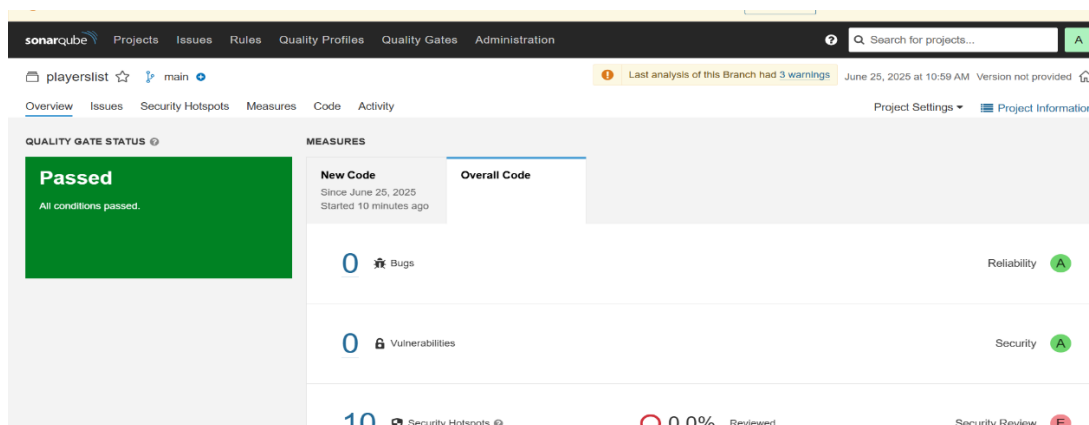 sonarqube Projects Issues Rules Quality Profiles Quality Gates Administration ? Search for projects... A
playerslist main Last analysis of this Branch had 3 warnings June 25, 2025 at 10:59 AM Version not provided
Overview Issues Security Hotspots Measures Code Activity Project Settings Project Information
QUALITY GATE STATUS ? MEASURES
Passed
All conditions passed.
New Code Overall Code
Since June 25, 2025
Started 10 minutes ago
0 Bugs Reliability A
0 Vulnerabilities Security A
10 Security Hotspots ? 0.0% Reviewed Security Review E